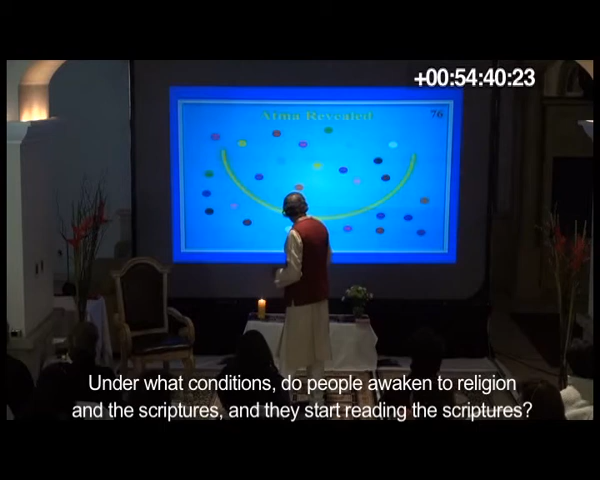 +00:54:40:23
Atma Revealed
76
Under what conditions, do people awaken to religion
and the scriptures, and they start reading the scriptures?